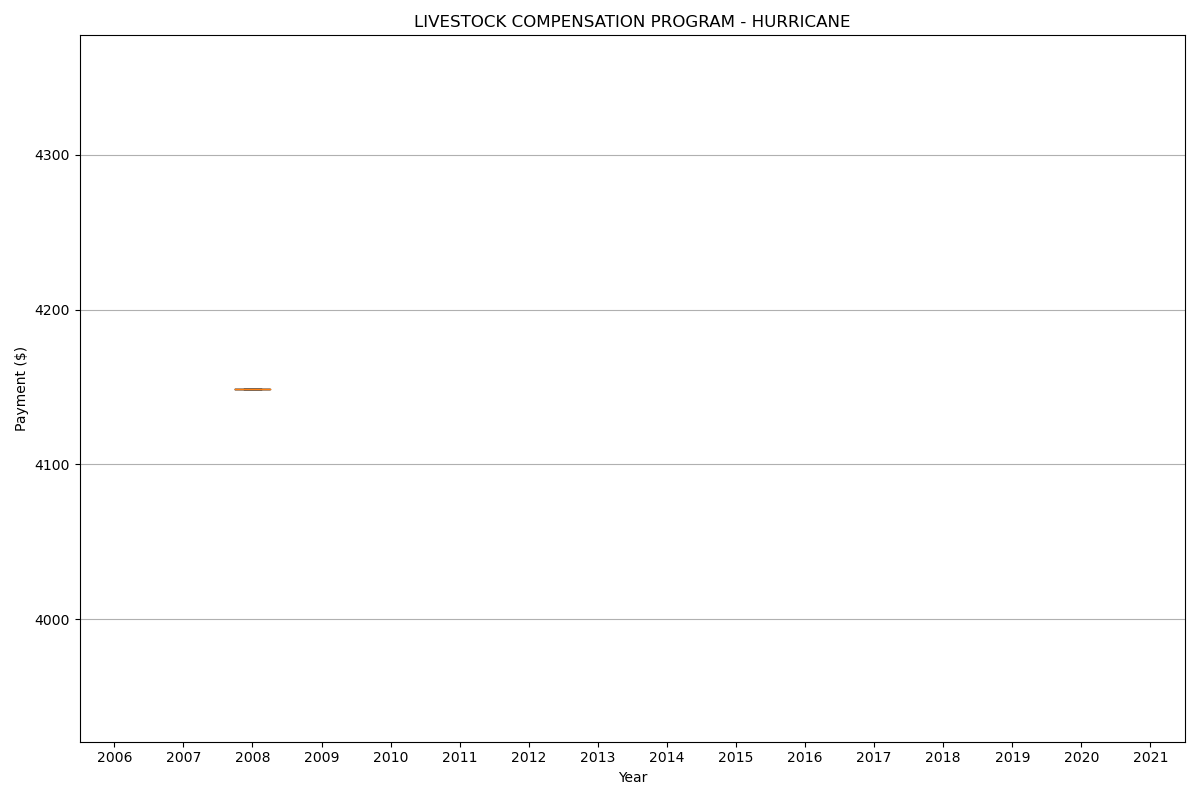 LIVESTOCK COMPENSATION PROGRAM - HURRICANE
4300
4200
4100
4000
Payment ($)
2006 2007 2008 2009 2010 2011 2012 2013 2014 2015 2016 2017 2018 2019 2020 2021
Year